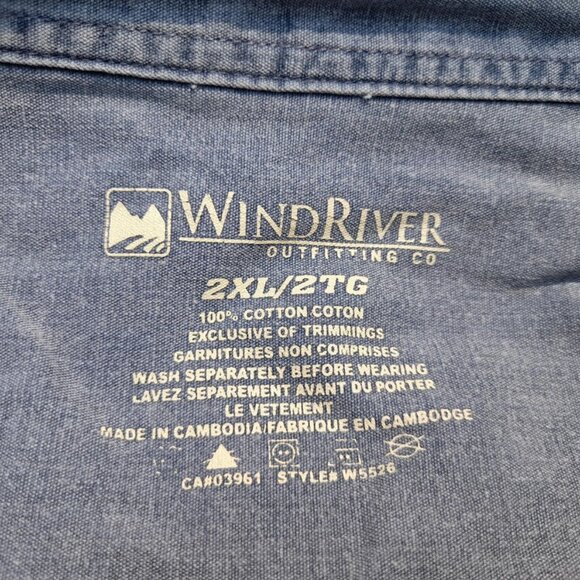 WINDRIVER
OUTFITTING CO
2XL/2TG
100% COTTON COTON
EXCLUSIVE OF TRIMMINGS
GARNITURES NON COMPRISES
WASH SEPARATELY BEFORE WEARING
LAVEZ SEPAREMENT AVANT DU PORTER
LE VETEMENT
MADE IN CAMBODIA/FABRIQUE EN CAMBODGE
CA#03961 STYLE# W5526